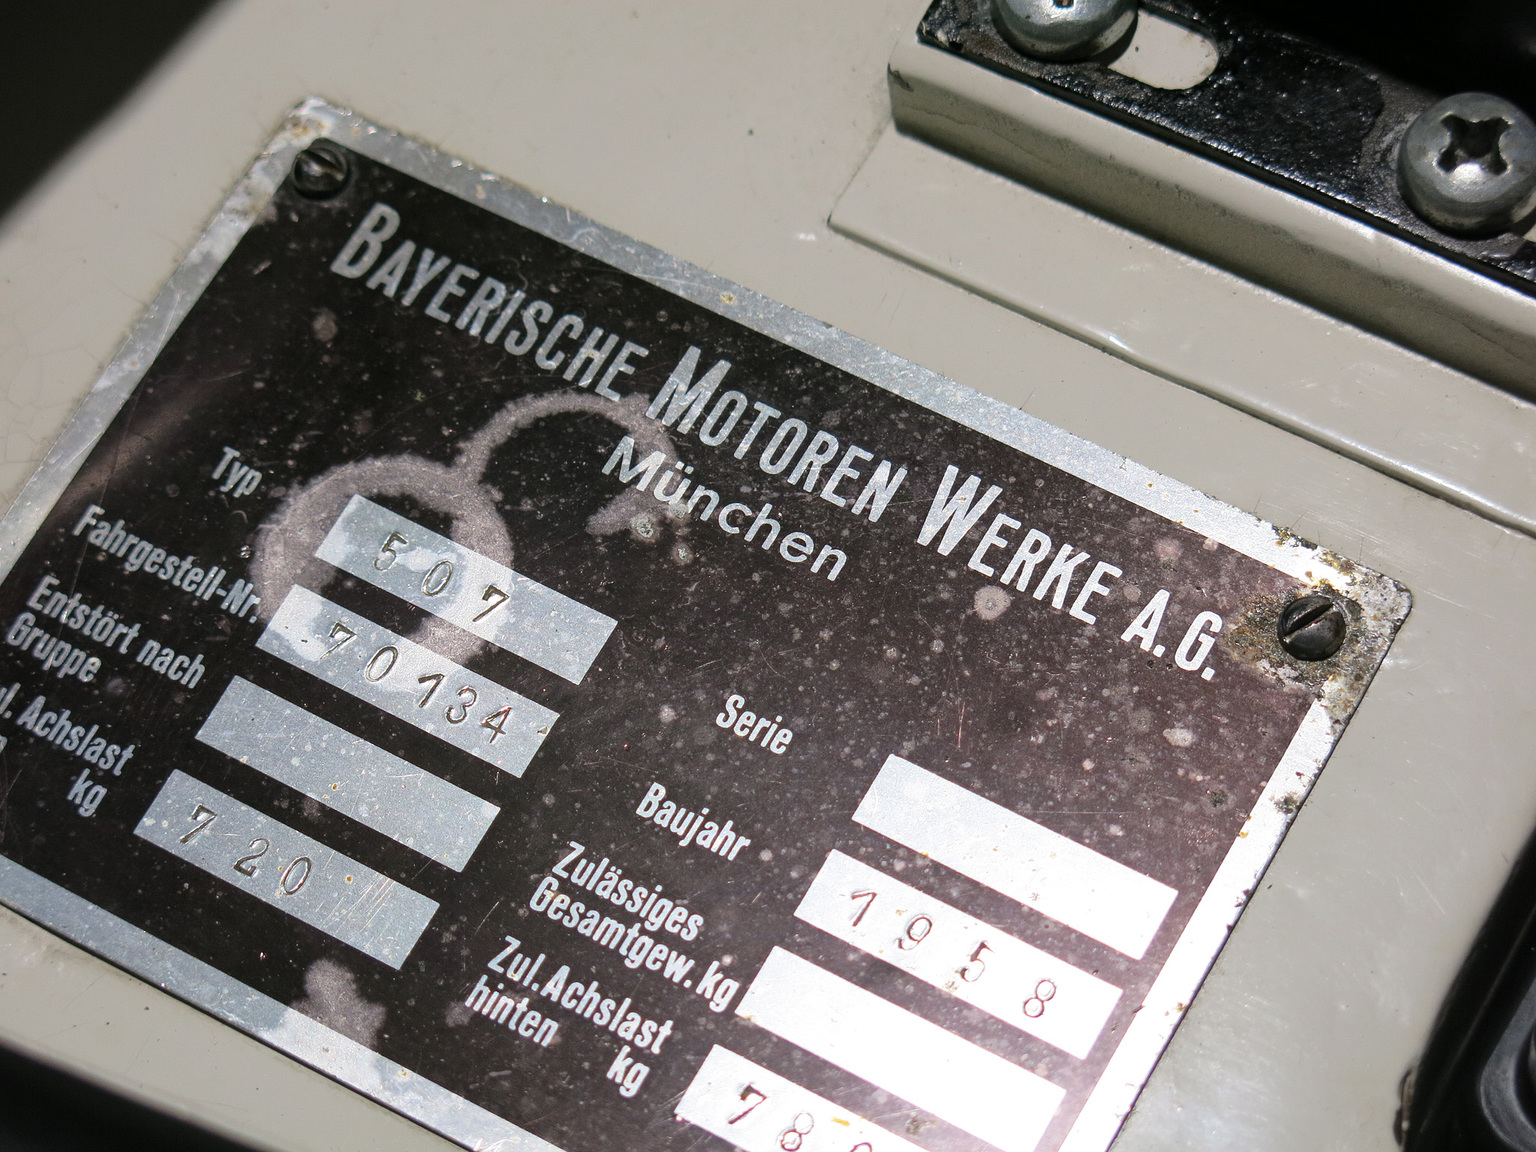 BAYERISCHE MOTOREN WERKE A.G.
München
Typ 507
Fahrgestell-Nr. 70134
Entstört nach
Gruppe
Achslast
kg 720
Serie
Baujahr 1958
Zulässiges
Gesamtgew. kg
Zul. Achslast
hinten
kg